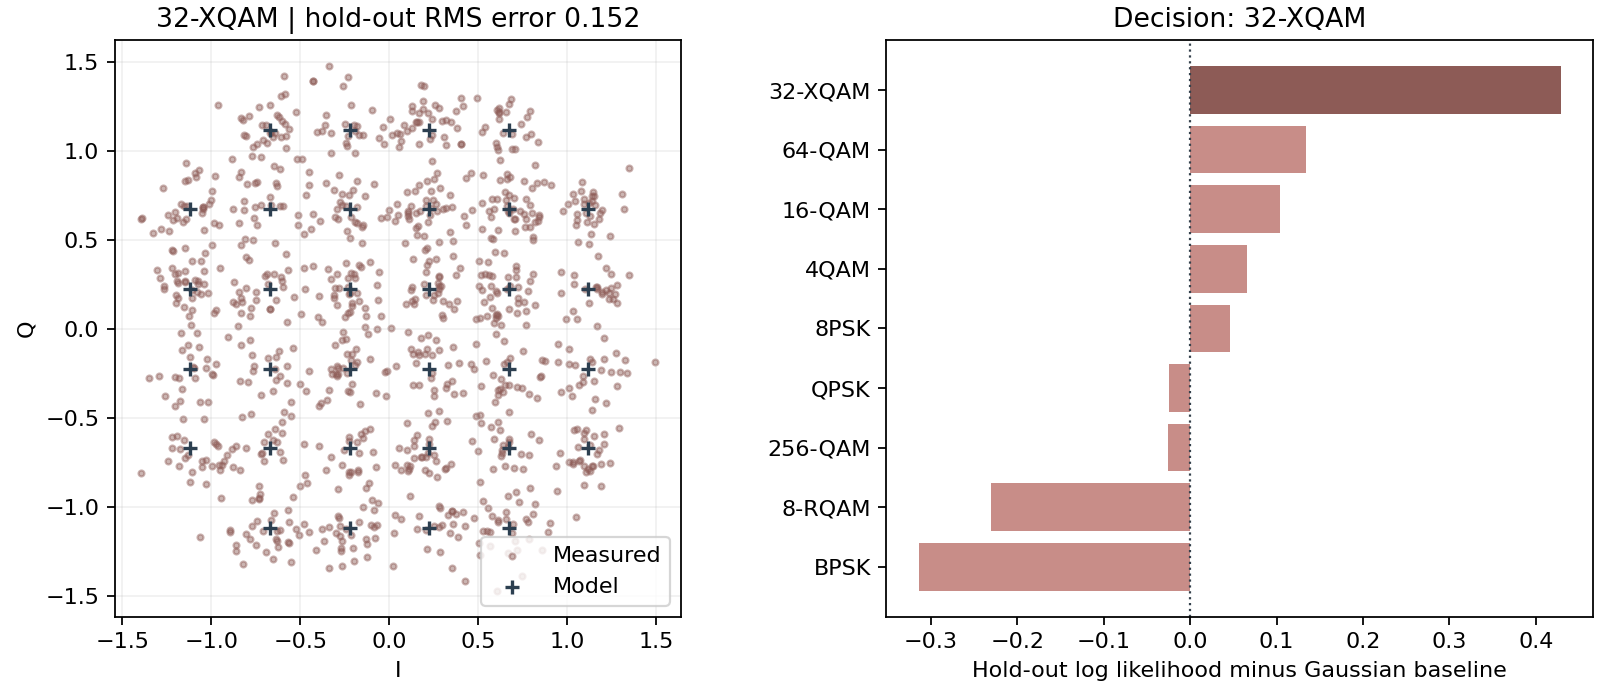 32-XQAM | hold-out RMS error 0.152
1.5
1.0
0.5
0.0
−0.5
−1.0
−1.5
Q
−1.5
−1.0
−0.5
0.0
0.5
1.0
1.5
I
Measured
Model
Decision: 32-XQAM
32-XQAM
64-QAM
16-QAM
4QAM
8PSK
QPSK
256-QAM
8-RQAM
BPSK
−0.3
−0.2
−0.1
0.0
0.1
0.2
0.3
0.4
Hold-out log likelihood minus Gaussian baseline